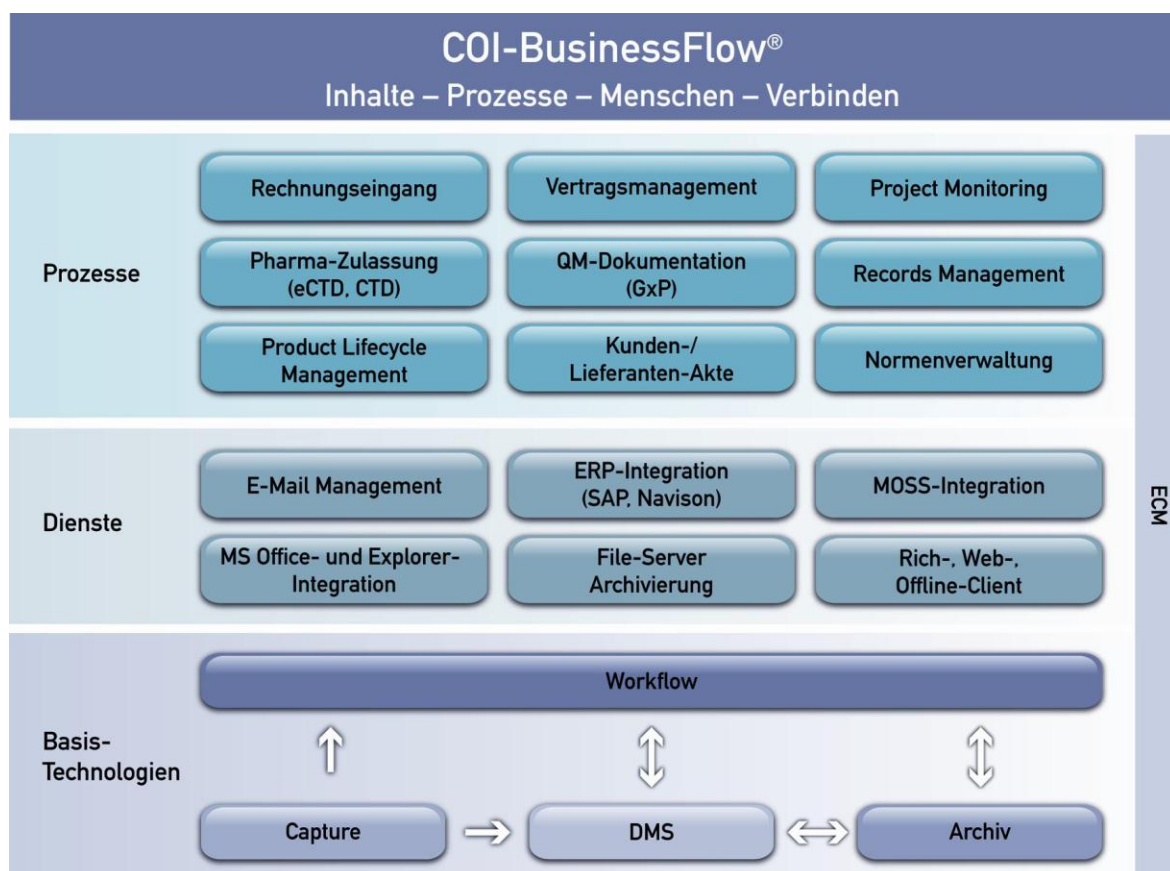 COI-BusinessFlow®
Inhalte – Prozesse – Menschen – Verbinden
Prozesse
Rechnungseingang
Vertragsmanagement
Project Monitoring
Pharma-Zulassung
(eCTD, CTD)
QM-Dokumentation
(GxP)
Records Management
Product Lifecycle
Management
Kunden-/
Lieferanten-Akte
Normenverwaltung
Dienste
E-Mail Management
ERP-Integration
(SAP, Navison)
MOSS-Integration
MS Office- und Explorer-
Integration
File-Server
Archivierung
Rich-, Web-,
Offline-Client
ECM
Basis-
Technologien
Workflow
Capture
DMS
Archiv